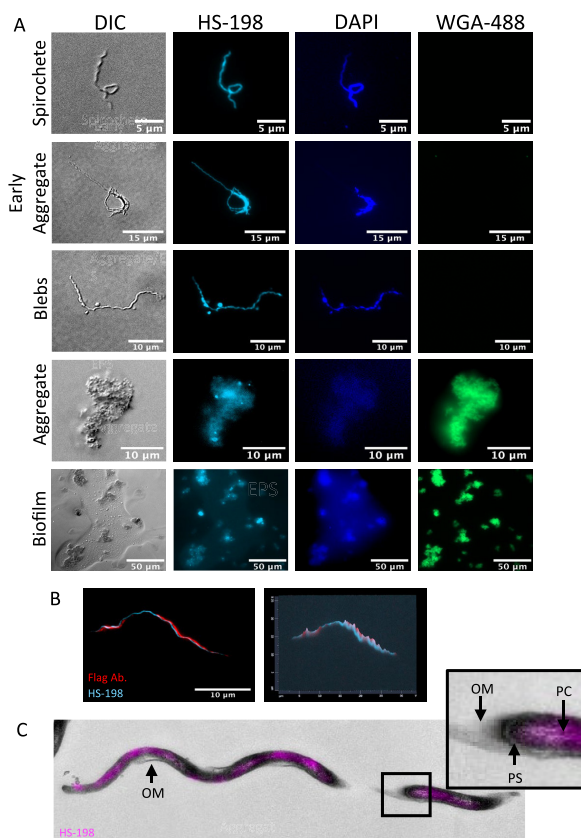 A DIC HS-198 DAPI WGA-488
Spirochete
5 µm 5 µm 5 µm 5 µm
Early Aggregate
15 µm 15 µm 15 µm 15 µm
Blebs
10 µm 10 µm 10 µm 10 µm
Aggregate
10 µm 10 µm 10 µm 10 µm
Biofilm
EPS
50 µm 50 µm 50 µm 50 µm
B
Flag Ab.
HS-198
10 µm
C
OM
PC
PS
OM
HS-198